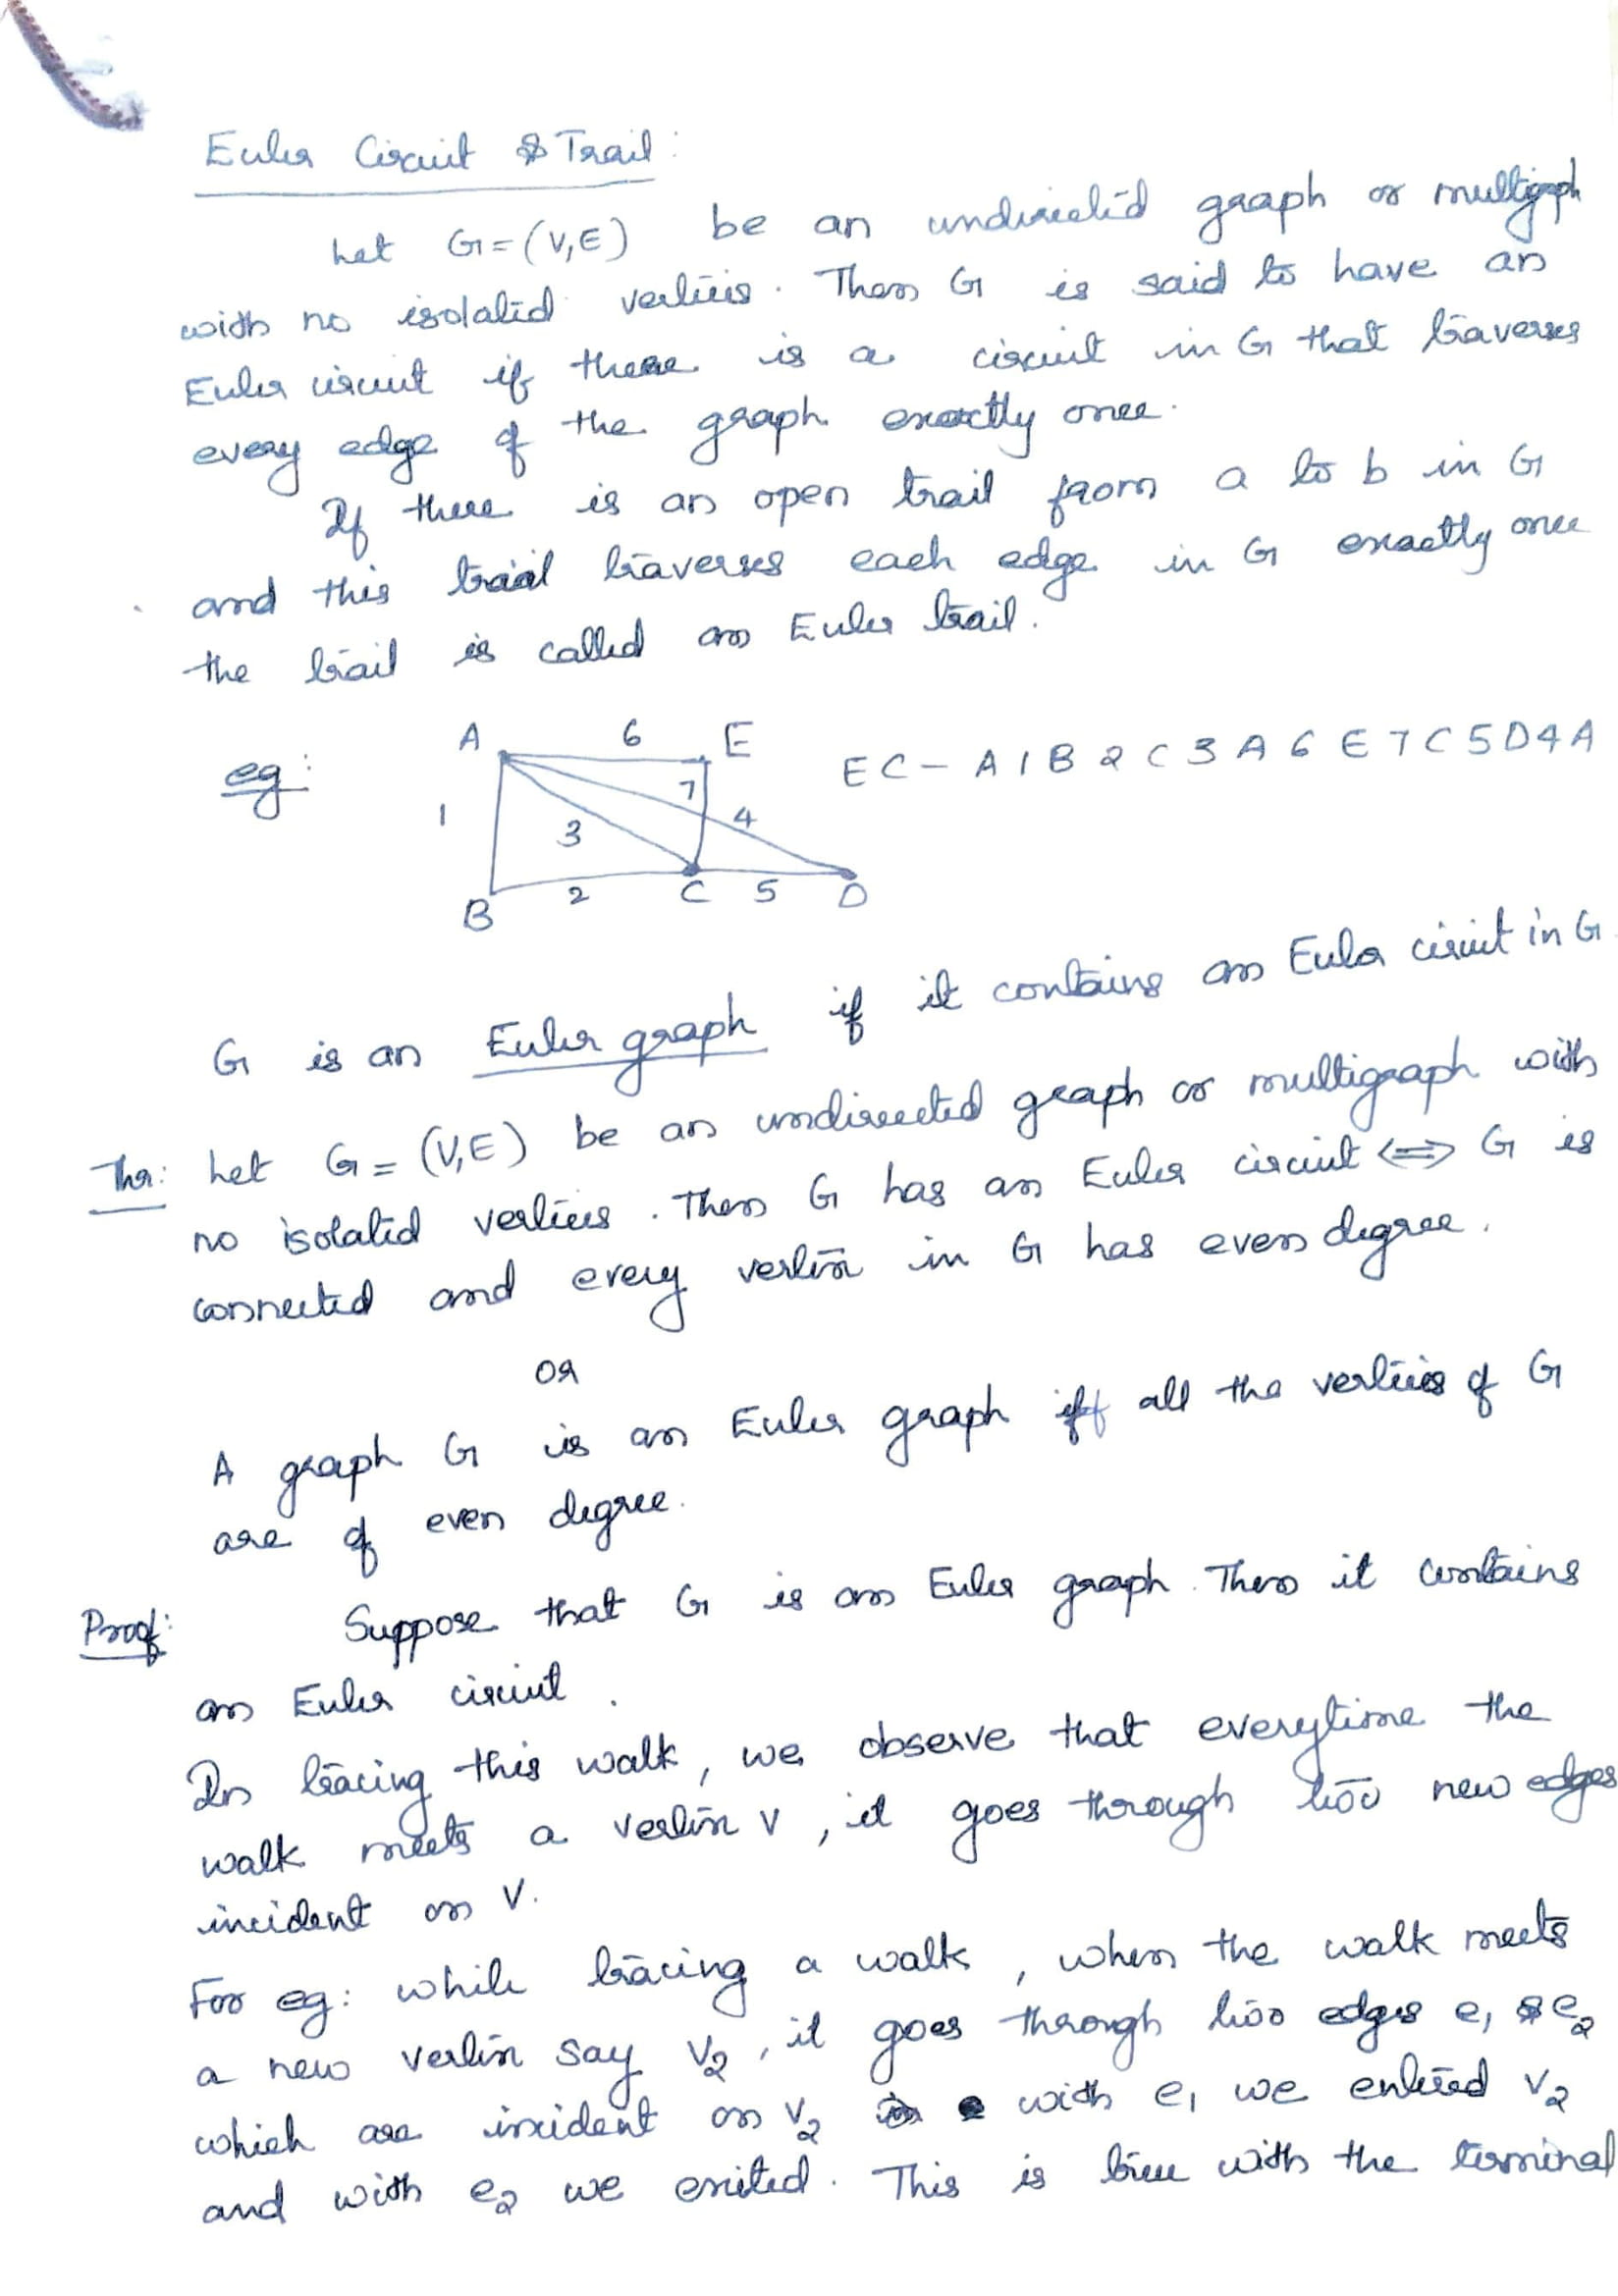 Euler Circuit & Trail:
Let G = (V,E) be an undirected graph or multigraph
with no isolated vertices. Then G is said to have an
Euler circuit if there is a circuit in G that traverses
every edge of the graph exactly once.
If there is an open trail from a to b in G
and this trail traverses each edge in G exactly once
the trail is called an Euler trail.
eg:
A 6 E
1 3 7 4
B 2 C 5 D
EC - A 1 B 2 C 3 A 6 E 7 C 5 D 4 A
G is an Euler graph if it contains an Euler circuit in G.
Thr: Let G = (V,E) be an undirected graph or multigraph with
no isolated vertices. Then G has an Euler circuit ⟺ G is
connected and every vertex in G has even degree.
or
A graph G is an Euler graph iff all the vertices of G
are of even degree.
Proof: Suppose that G is an Euler graph. Then it contains
an Euler circuit.
In tracing this walk, we observe that everytime the
walk meets a vertex v, it goes through two new edges
incident on v.
For eg: while tracing a walk, when the walk meets
a new vertex say v₂, it goes through two edges e₁ & e₂
which are incident on v₂ with e₁ we entered v₂
and with e₂ we exited. This is true with the terminal